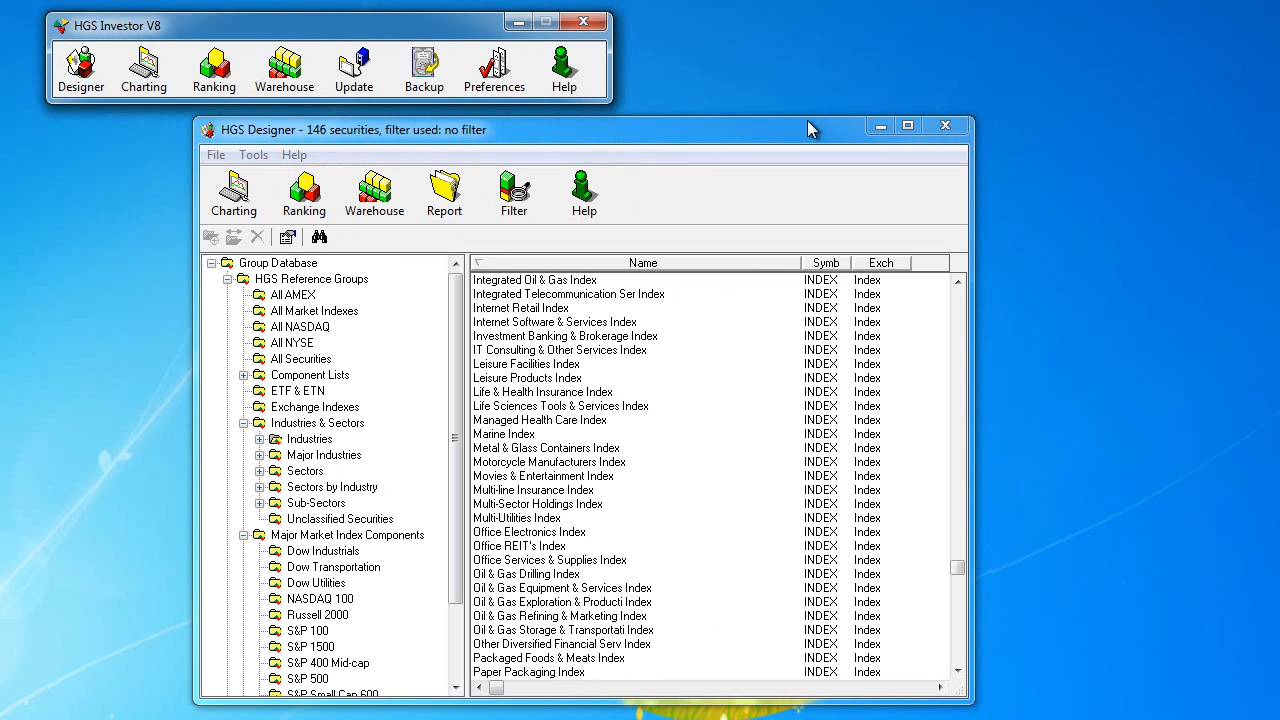 HGS Investor V8
Designer Charting Ranking Warehouse Update Backup Preferences Help
HGS Designer - 146 securities, filter used: no filter
File Tools Help
Charting Ranking Warehouse Report Filter Help
Group Database
HGS Reference Groups
All AMEX
All Market Indexes
All NASDAQ
All NYSE
All Securities
Component Lists
ETF & ETN
Exchange Indexes
Industries & Sectors
Industries
Major Industries
Sectors
Sectors by Industry
Sub-Sectors
Unclassified Securities
Major Market Index Components
Dow Industrials
Dow Transportation
Dow Utilities
NASDAQ 100
Russell 2000
S&P 100
S&P 1500
S&P 400 Mid-cap
S&P 500
S&P Small Cap 600
Name Symb Exch
Integrated Oil & Gas Index INDEX Index
Integrated Telecommunication Ser Index INDEX Index
Internet Retail Index INDEX Index
Internet Software & Services Index INDEX Index
Investment Banking & Brokerage Index INDEX Index
IT Consulting & Other Services Index INDEX Index
Leisure Facilities Index INDEX Index
Leisure Products Index INDEX Index
Life & Health Insurance Index INDEX Index
Life Sciences Tools & Services Index INDEX Index
Managed Health Care Index INDEX Index
Marine Index INDEX Index
Metal & Glass Containers Index INDEX Index
Motorcycle Manufacturers Index INDEX Index
Movies & Entertainment Index INDEX Index
Multi-line Insurance Index INDEX Index
Multi-Sector Holdings Index INDEX Index
Multi-Utilities Index INDEX Index
Office Electronics Index INDEX Index
Office REIT's Index INDEX Index
Office Services & Supplies Index INDEX Index
Oil & Gas Drilling Index INDEX Index
Oil & Gas Equipment & Services Index INDEX Index
Oil & Gas Exploration & Producti Index INDEX Index
Oil & Gas Refining & Marketing Index INDEX Index
Oil & Gas Storage & Transportati Index INDEX Index
Other Diversified Financial Serv Index INDEX Index
Packaged Foods & Meats Index INDEX Index
Paper Packaging Index INDEX Index